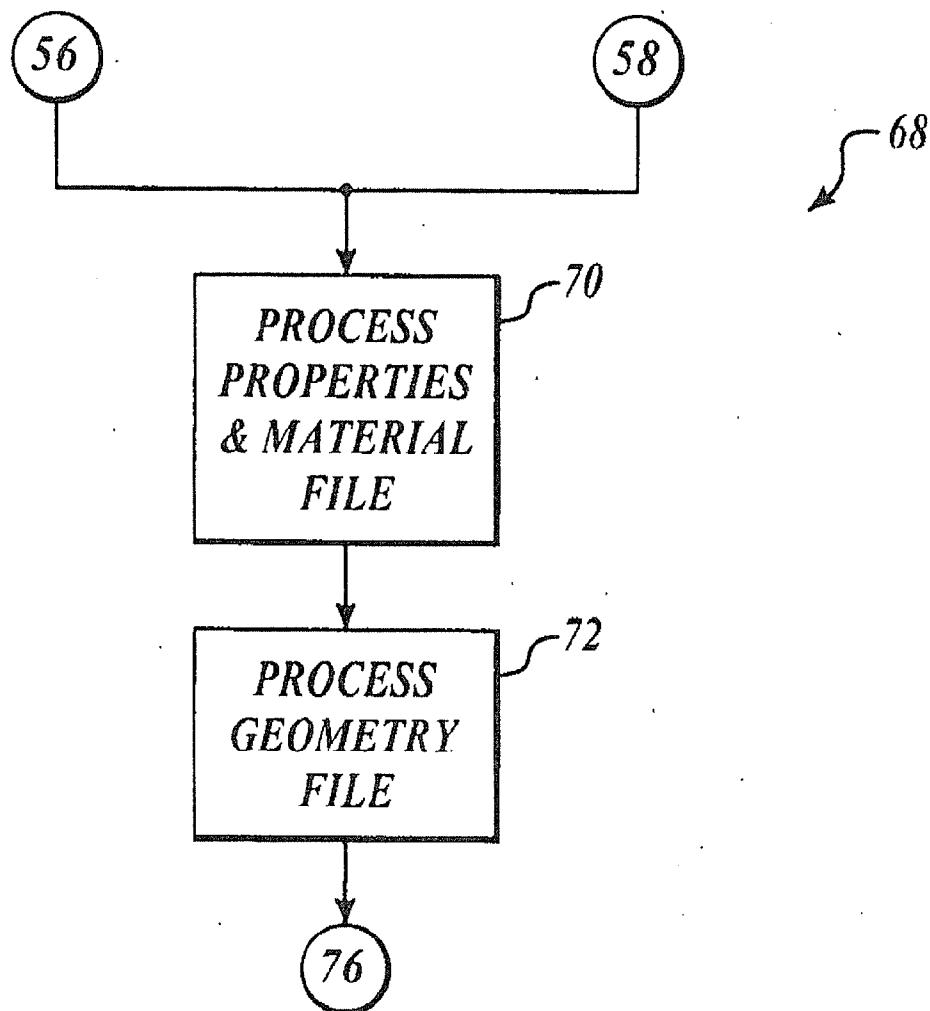 56
58
68
70
PROCESS
PROPERTIES
& MATERIAL
FILE
72
PROCESS
GEOMETRY
FILE
76